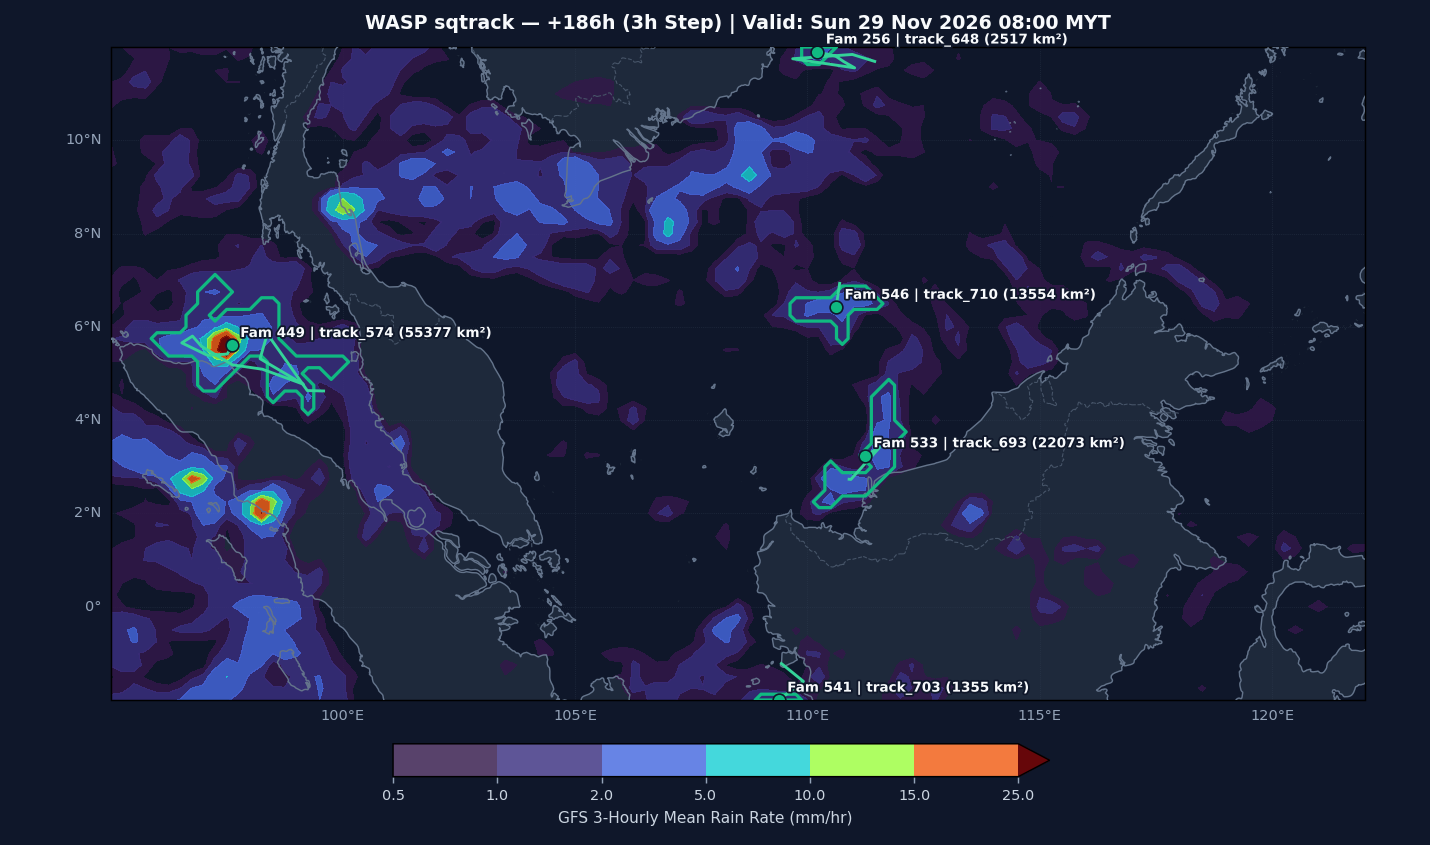 WASP sqtrack — +186h (3h Step) | Valid: Sun 29 Nov 2026 08:00 MYT
Fam 256 | track_648 (2517 km²)
10°N
8°N
Fam 546 | track_710 (13554 km²)
6°N
Fam 449 | track_574 (55377 km²)
4°N
Fam 533 | track_693 (22073 km²)
2°N
0°
Fam 541 | track_703 (1355 km²)
100°E 105°E 110°E 115°E 120°E
0.5 1.0 2.0 5.0 10.0 15.0 25.0
GFS 3-Hourly Mean Rain Rate (mm/hr)